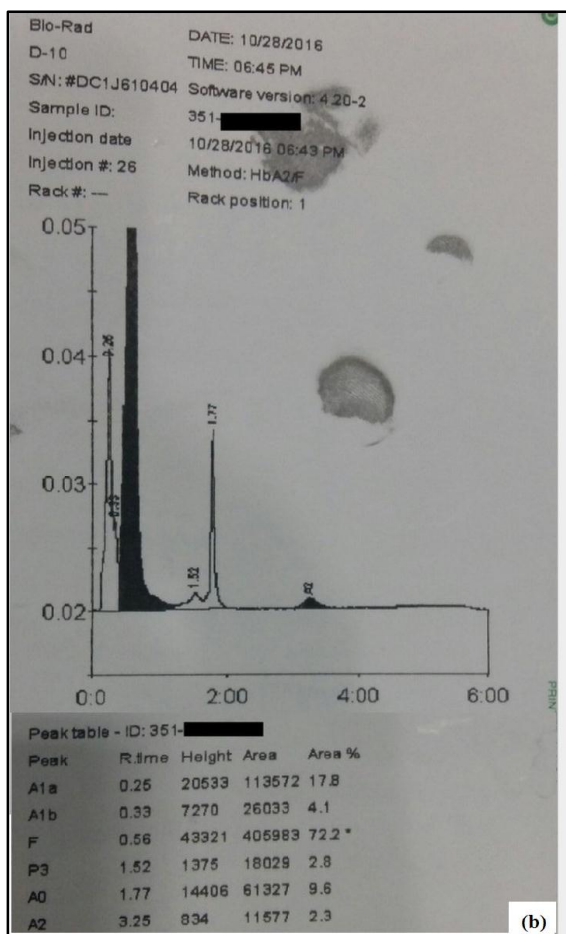 Bio-Rad
D-10
S/N: #DC1J610404
Sample ID:
Injection date
Injection #: 26
Rack #: ---
DATE: 10/28/2016
TIME: 06:45 PM
Software version: 4.20-2
351-
10/28/2016 06:43 PM
Method: HbA2/F
Rack position: 1
0.05
0.04
0.03
0.02
0.26
0.33
1.52
1.77
A2
0:0 2:00 4:00 6:00
PRIN
Peak table - ID: 351-
Peak R.time Height Area Area %
A1a 0.25 20533 113572 17.8
A1b 0.33 7270 26033 4.1
F 0.56 43321 405983 72.2 *
P3 1.52 1375 18029 2.8
A0 1.77 14406 61327 9.6
A2 3.25 834 11577 2.3
(b)